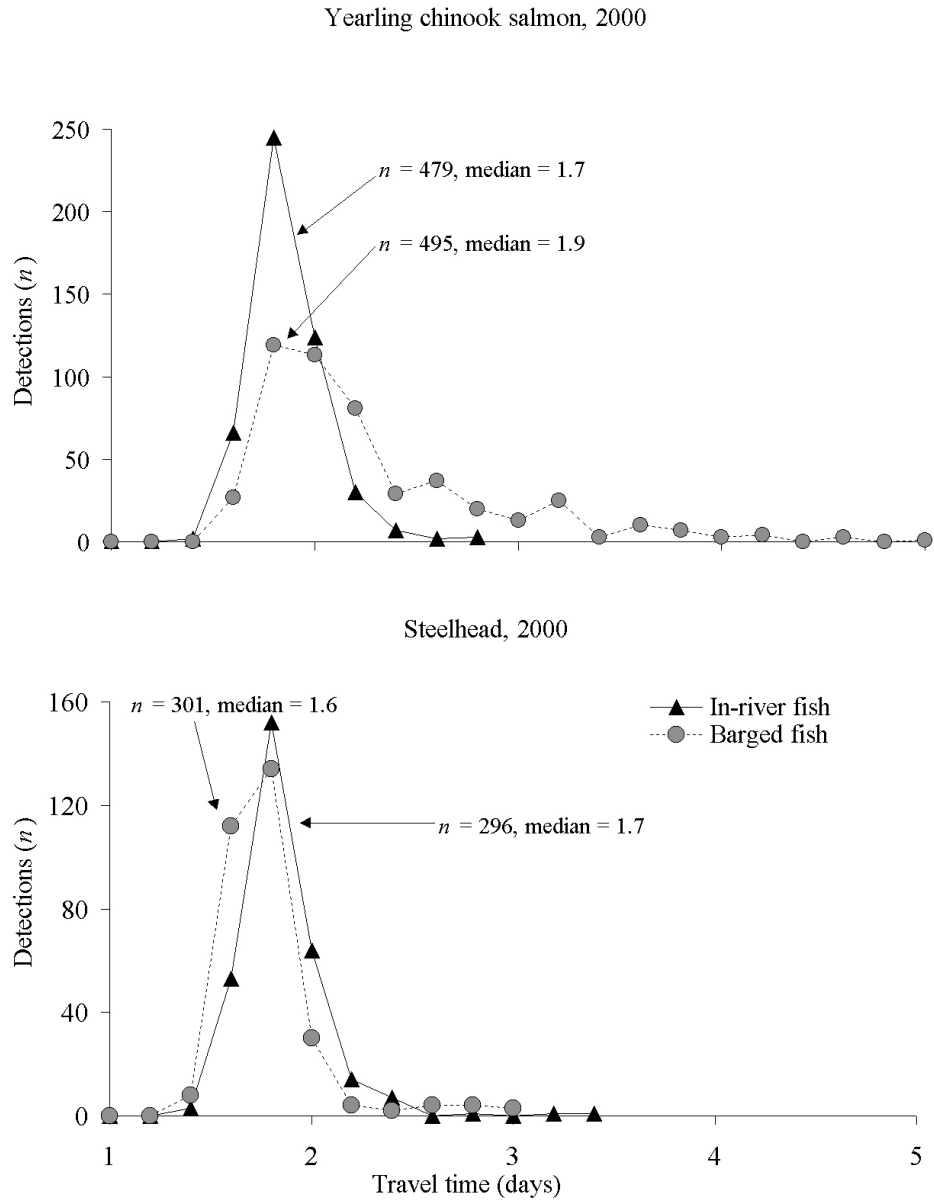 Yearling chinook salmon, 2000
250
200
150
100
50
0
Detections (n)
n = 479, median = 1.7
n = 495, median = 1.9
Steelhead, 2000
160
120
80
40
0
Detections (n)
n = 301, median = 1.6
n = 296, median = 1.7
In-river fish
Barged fish
1 2 3 4 5
Travel time (days)